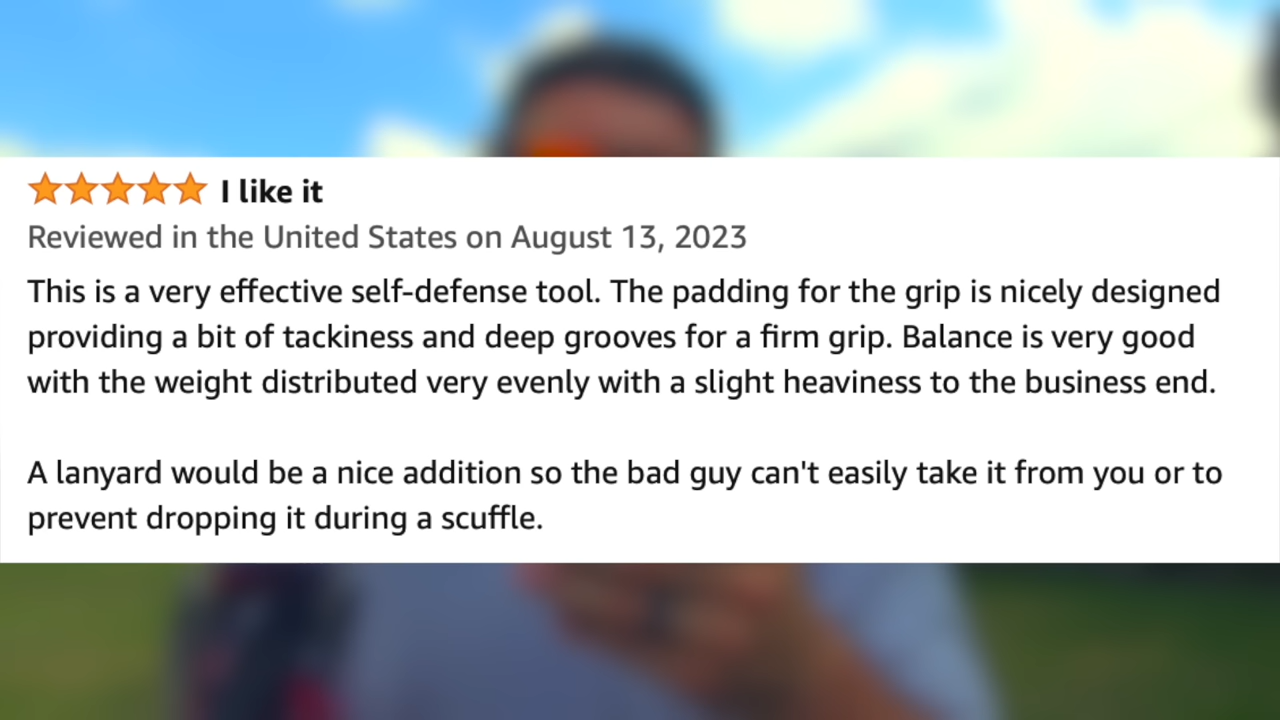 I like it
Reviewed in the United States on August 13, 2023
This is a very effective self-defense tool. The padding for the grip is nicely designed
providing a bit of tackiness and deep grooves for a firm grip. Balance is very good
with the weight distributed very evenly with a slight heaviness to the business end.
A lanyard would be a nice addition so the bad guy can't easily take it from you or to
prevent dropping it during a scuffle.